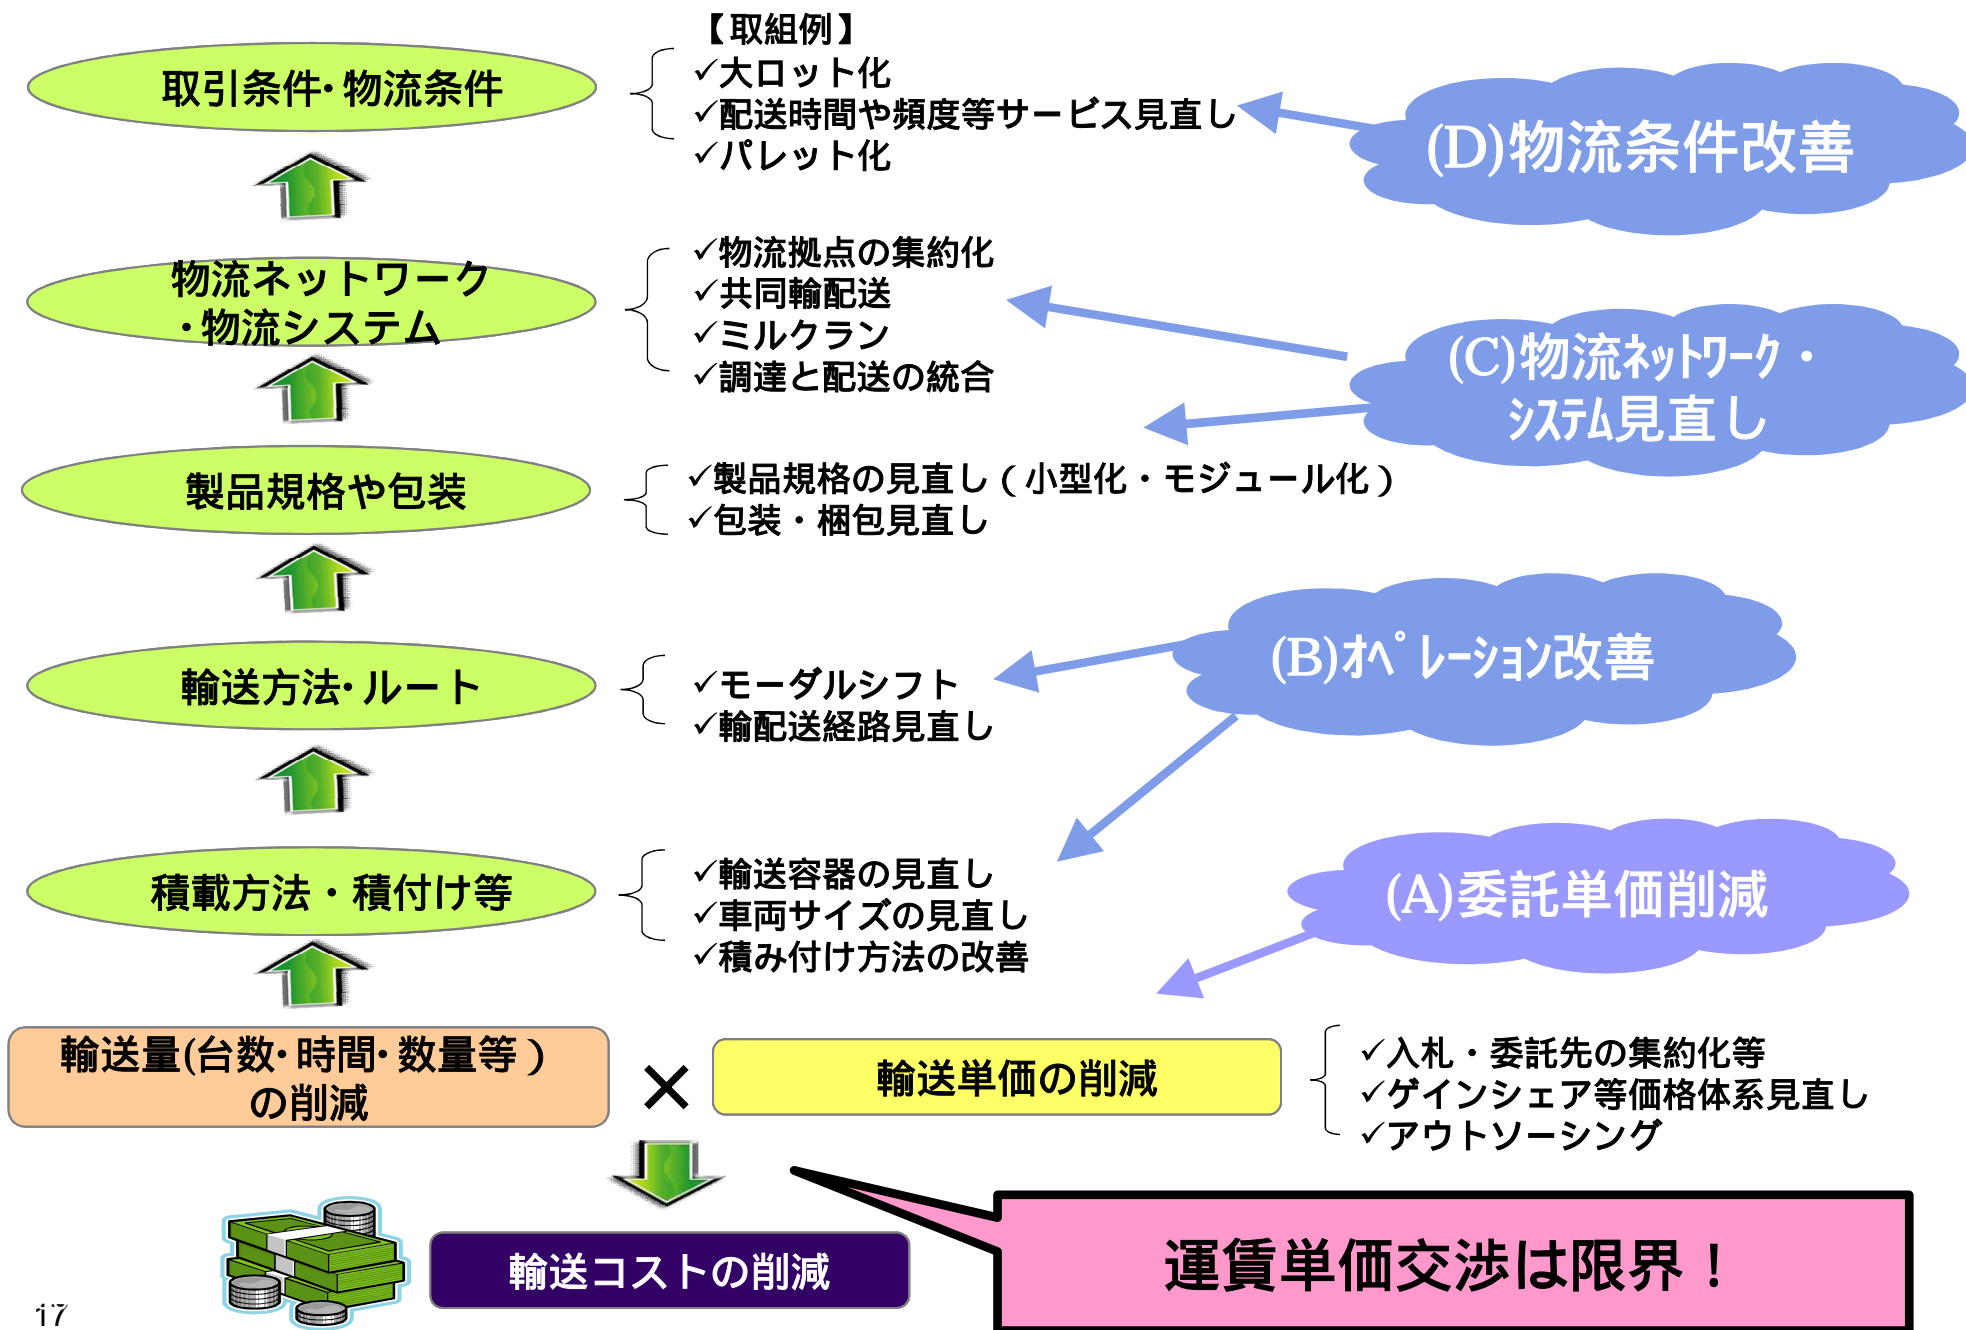 【取組例】
取引条件・物流条件
✓大ロット化
✓配送時間や頻度等サービス見直し
✓パレット化
(D)物流条件改善
物流ネットワーク
・物流システム
✓物流拠点の集約化
✓共同輸配送
✓ミルクラン
✓調達と配送の統合
(C)物流ﾈｯﾄﾜｰｸ・
ｼｽﾃﾑ見直し
製品規格や包装
✓製品規格の見直し（小型化・モジュール化）
✓包装・梱包見直し
輸送方法・ルート
✓モーダルシフト
✓輸配送経路見直し
(B)ｵﾍﾟﾚｰｼｮﾝ改善
積載方法・積付け等
✓輸送容器の見直し
✓車両サイズの見直し
✓積み付け方法の改善
(A)委託単価削減
輸送量(台数・時間・数量等）
の削減
×
輸送単価の削減
✓入札・委託先の集約化等
✓ゲインシェア等価格体系見直し
✓アウトソーシング
輸送コストの削減
運賃単価交渉は限界！
17